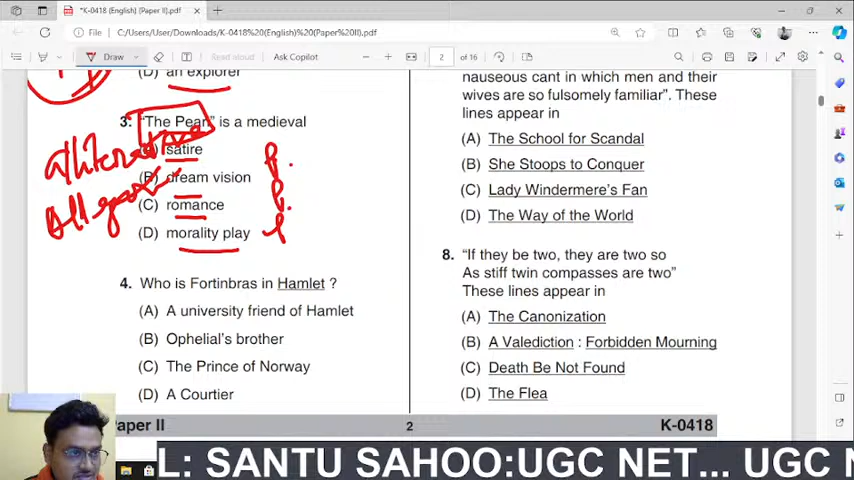 *K-0418 (English) (Paper II).pdf
File
C:/Users/User/Downloads/K-0418%20(English)%20(Paper%20II).pdf
Draw
Read aloud
Ask Copilot
2
of 16
(D) an explorer
3. "The Pearl" is a medieval
(A) satire
(B) dream vision
(C) romance
(D) morality play
alliterative
4. Who is Fortinbras in Hamlet ?
(A) A university friend of Hamlet
(B) Ophelial's brother
(C) The Prince of Norway
(D) A Courtier
nauseous cant in which men and their
wives are so fulsomely familiar". These
lines appear in
(A) The School for Scandal
(B) She Stoops to Conquer
(C) Lady Windermere's Fan
(D) The Way of the World
8. "If they be two, they are two so
As stiff twin compasses are two"
These lines appear in
(A) The Canonization
(B) A Valediction : Forbidden Mourning
(C) Death Be Not Found
(D) The Flea
Paper II
2
K-0418
L: SANTU SAHOO:UGC NET... UGC N